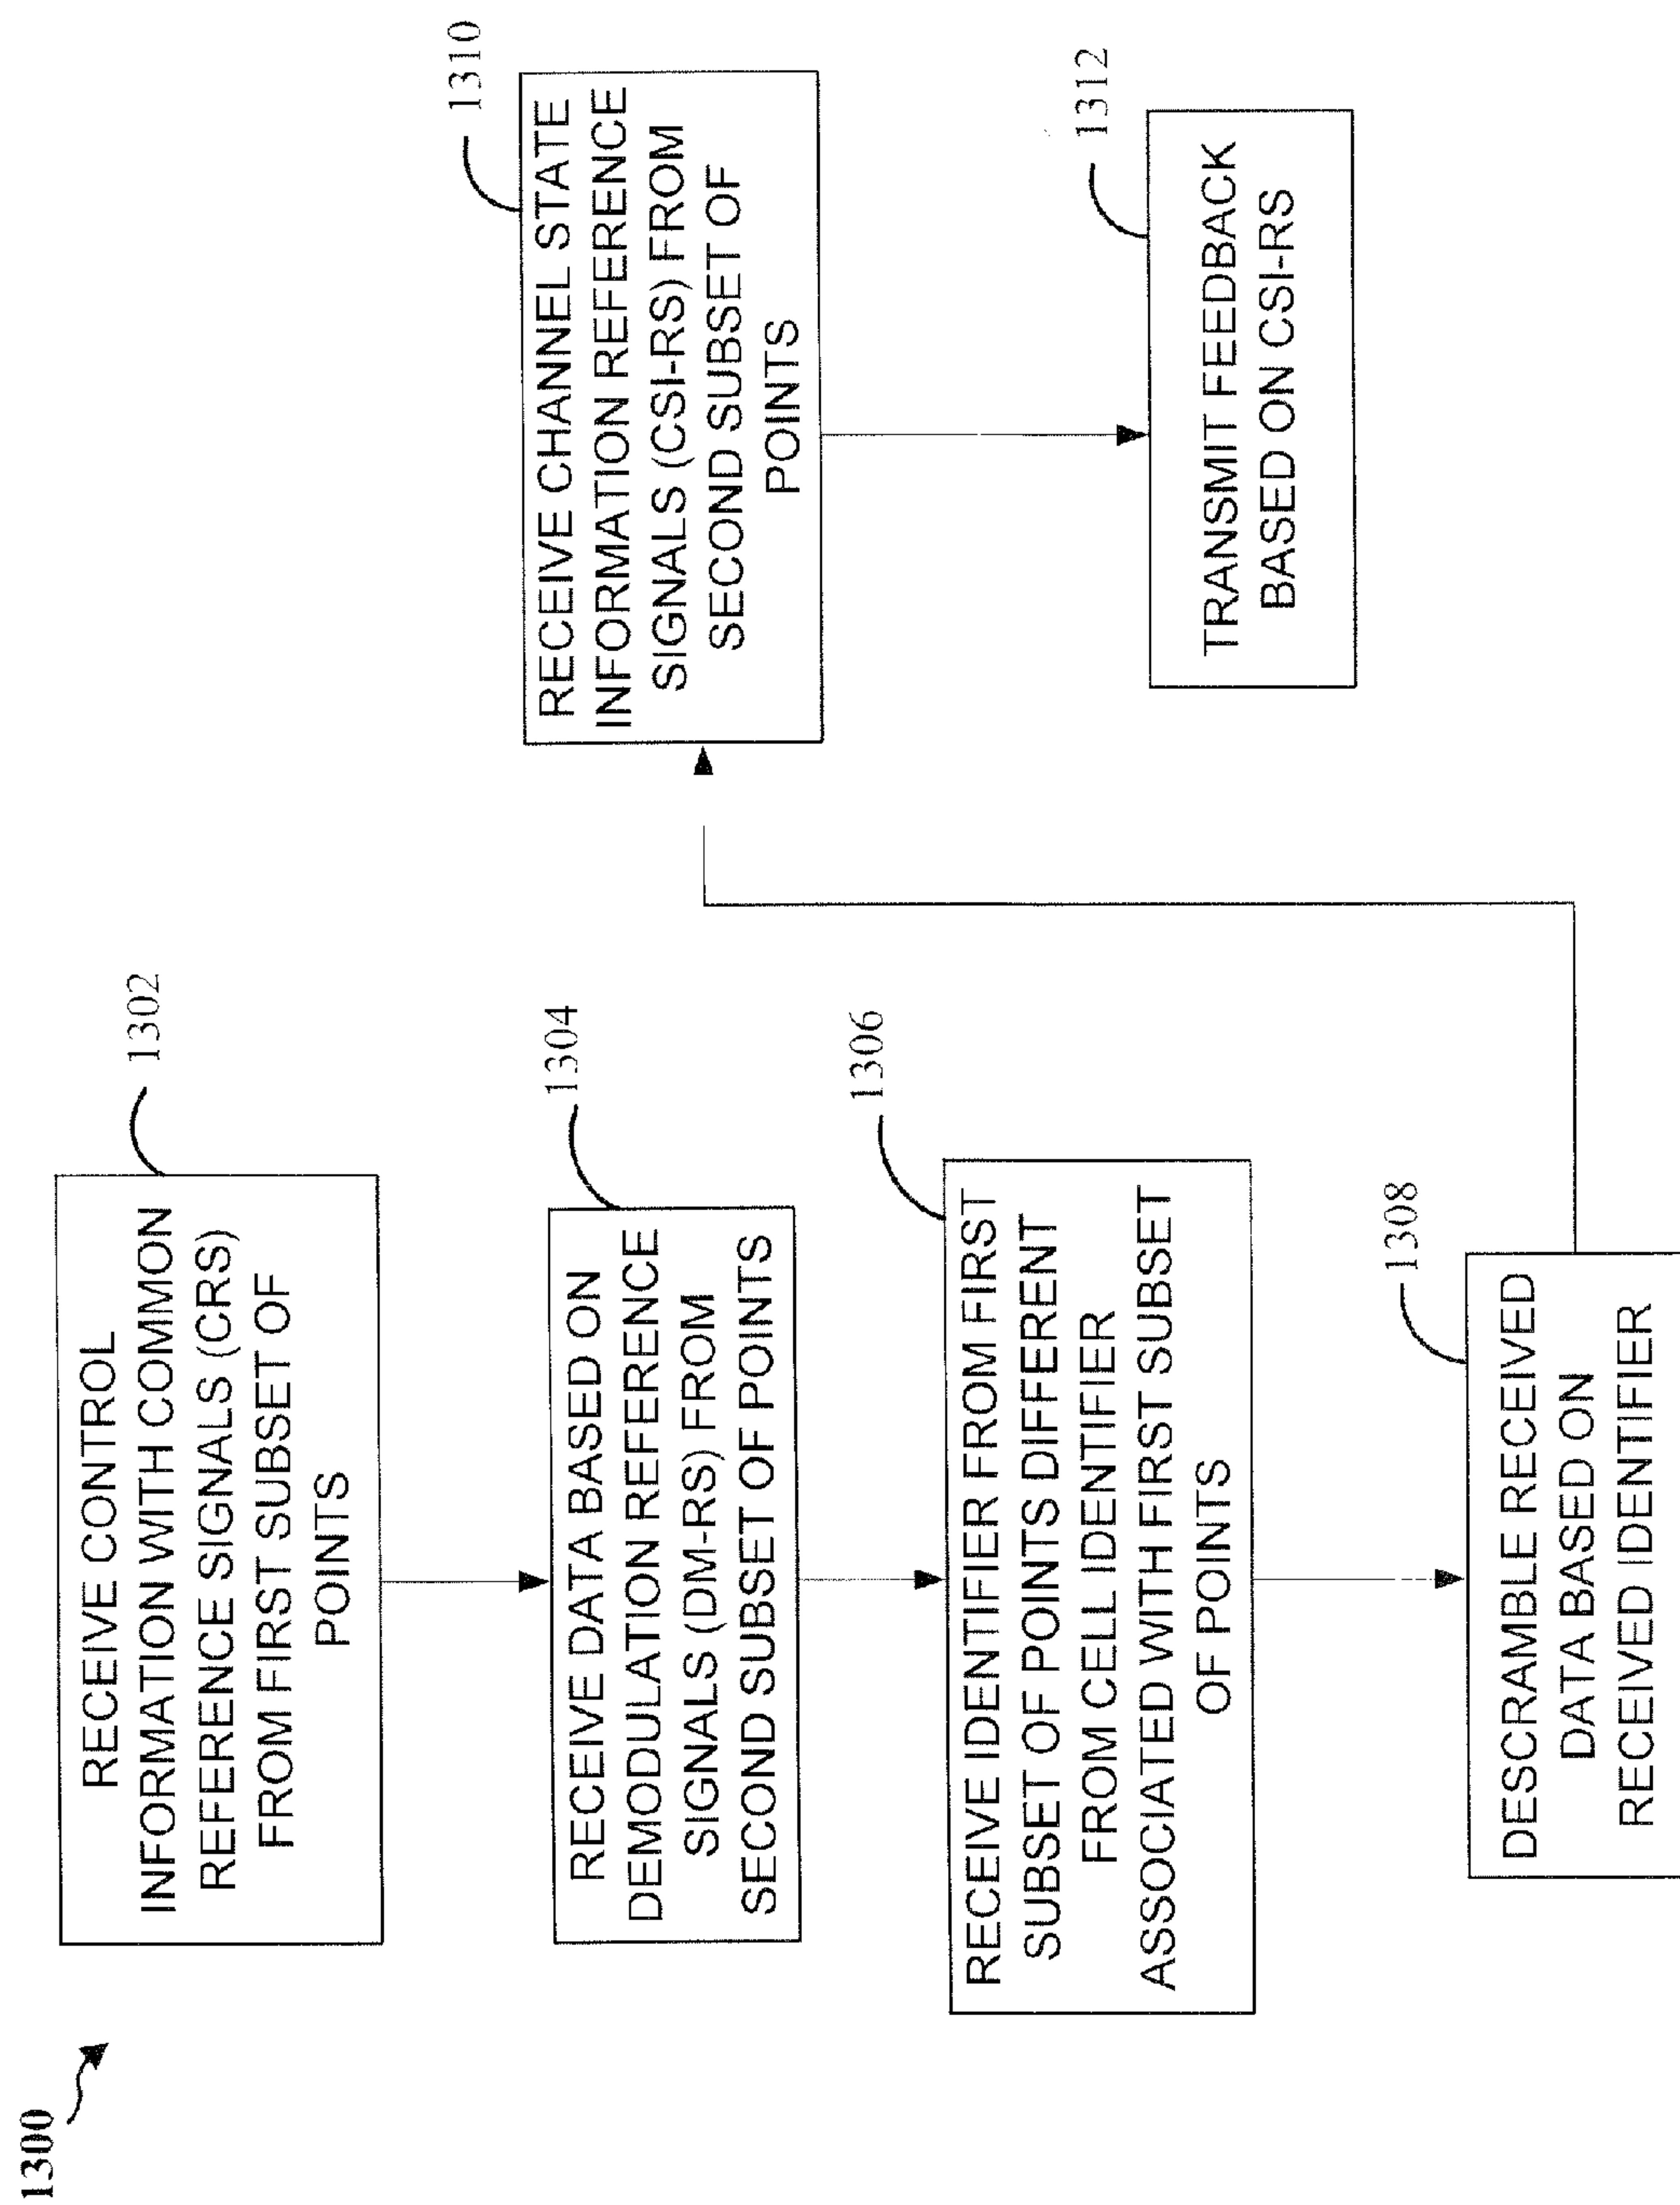 1300
1302
RECEIVE CONTROL
INFORMATION WITH COMMON
REFERENCE SIGNALS (CRS)
FROM FIRST SUBSET OF
POINTS
1304
RECEIVE DATA BASED ON
DEMODULATION REFERENCE
SIGNALS (DM-RS) FROM
SECOND SUBSET OF POINTS
1306
RECEIVE IDENTIFIER FROM FIRST
SUBSET OF POINTS DIFFERENT
FROM CELL IDENTIFIER
ASSOCIATED WITH FIRST SUBSET
OF POINTS
1308
DESCRAMBLE RECEIVED
DATA BASED ON
RECEIVED IDENTIFIER
1310
RECEIVE CHANNEL STATE
INFORMATION REFERENCE
SIGNALS (CSI-RS) FROM
SECOND SUBSET OF
POINTS
1312
TRANSMIT FEEDBACK
BASED ON CSI-RS